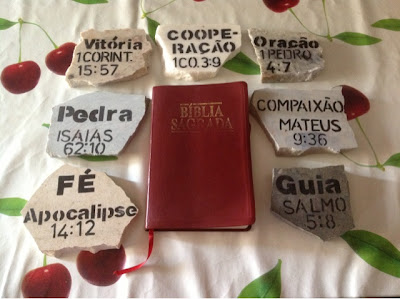 Vitória
1CORINT.
15:57
COOPE-
RAÇÃO
1CO.3:9
Oração
1PEDRO
4:7
Pedra
ISAIAS
62:10
BÍBLIA
SAGRADA
COMPAIXÃO
MATEUS
9:36
FÉ
Apocalipse
14:12
Guia
SALMO
5:8